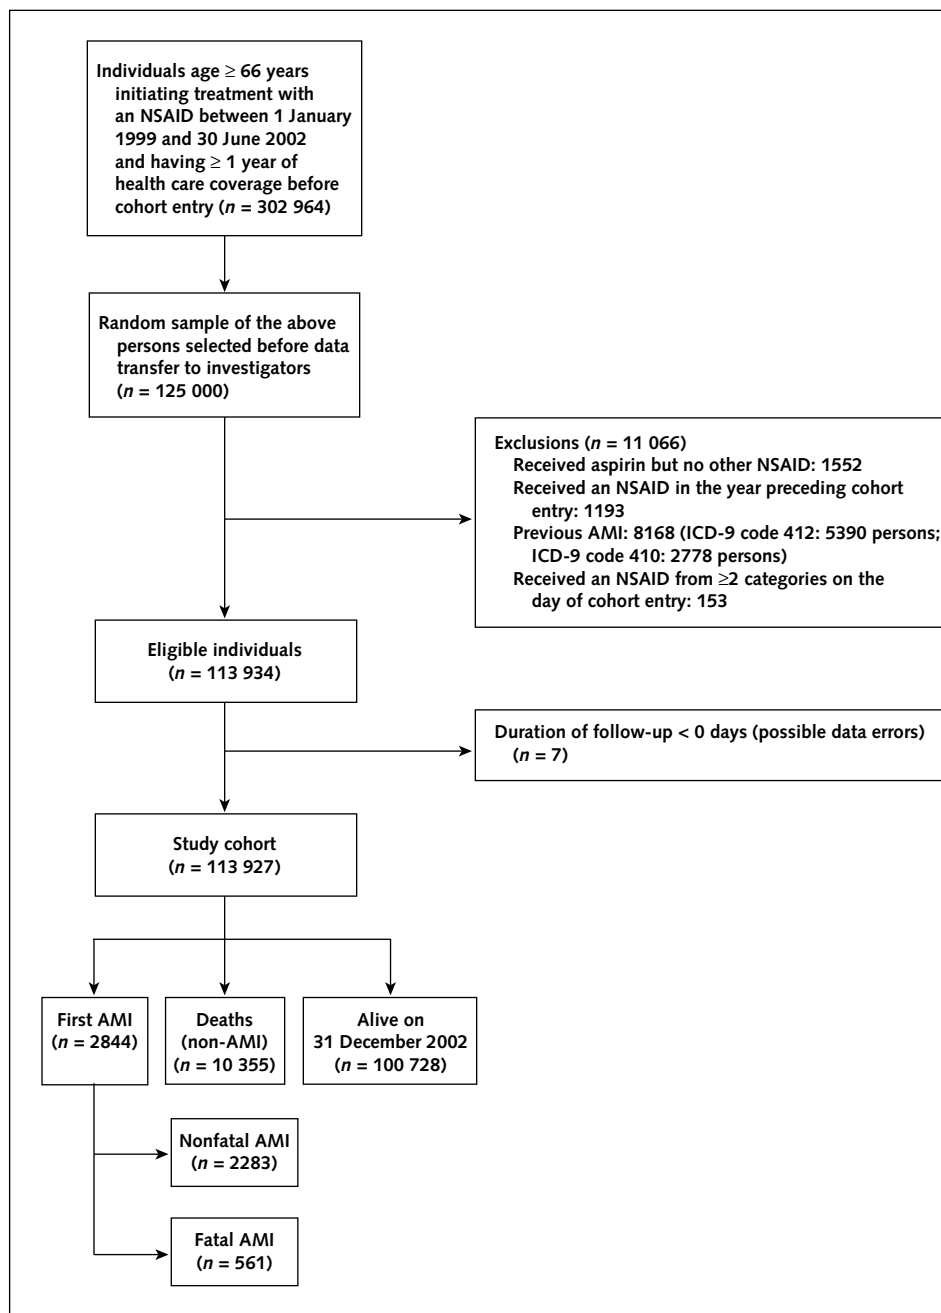 Individuals age ≥ 66 years
initiating treatment with
an NSAID between 1 January
1999 and 30 June 2002
and having ≥ 1 year of
health care coverage before
cohort entry (n = 302 964)
Random sample of the above
persons selected before data
transfer to investigators
(n = 125 000)
Exclusions (n = 11 066)
Received aspirin but no other NSAID: 1552
Received an NSAID in the year preceding cohort
entry: 1193
Previous AMI: 8168 (ICD-9 code 412: 5390 persons;
ICD-9 code 410: 2778 persons)
Received an NSAID from ≥2 categories on the
day of cohort entry: 153
Eligible individuals
(n = 113 934)
Duration of follow-up < 0 days (possible data errors)
(n = 7)
Study cohort
(n = 113 927)
First AMI
(n = 2844)
Deaths
(non-AMI)
(n = 10 355)
Alive on
31 December 2002
(n = 100 728)
Nonfatal AMI
(n = 2283)
Fatal AMI
(n = 561)